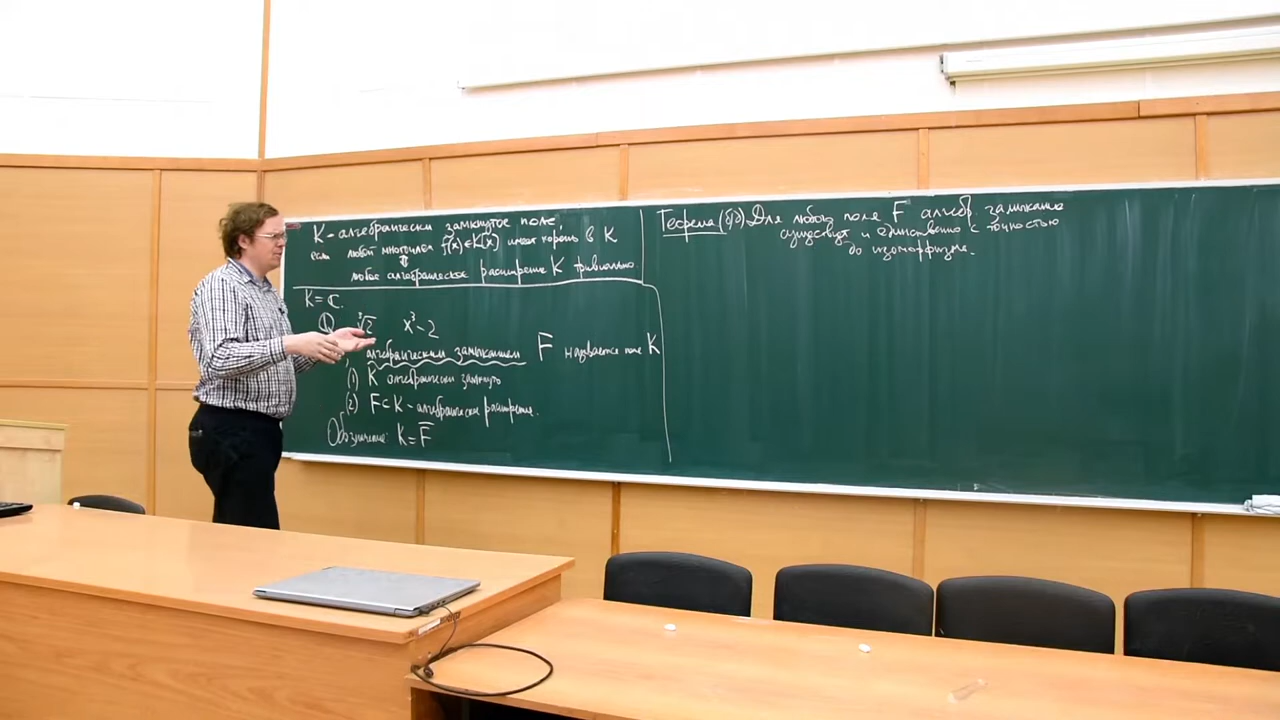 K - алгебраически замкнутое поле,
если любой многочлен f(x)∈K[x] имеет корень в K
⇕
любое алгебраическое расширение K тривиально.
K = ℂ.
ℚ ∛2 x³-2
алгебраическим замыканием F называется поле K
(1) K алгебраически замкнуто
(2) F⊂K - алгебраическое расширение.
Обозначение: K = F̅
Теорема (б/д) Для любого поле F алгебр. замыкание
существует и единственно с точностью
до изоморфизма.